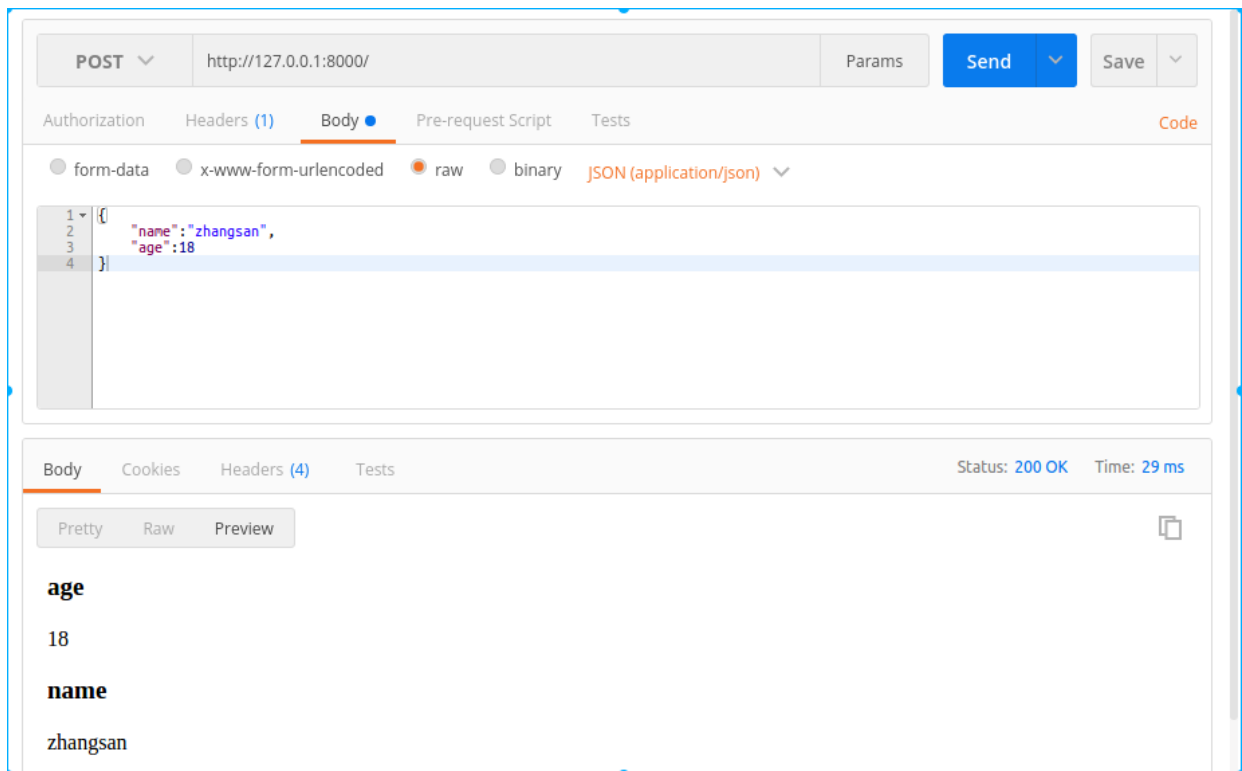 POST http://127.0.0.1:8000/ Params Send Save
Authorization Headers (1) Body Pre-request Script Tests Code
form-data x-www-form-urlencoded raw binary JSON (application/json)
1 {
2 "name":"zhangsan",
3 "age":18
4 }
Body Cookies Headers (4) Tests Status: 200 OK Time: 29 ms
Pretty Raw Preview
age
18
name
zhangsan